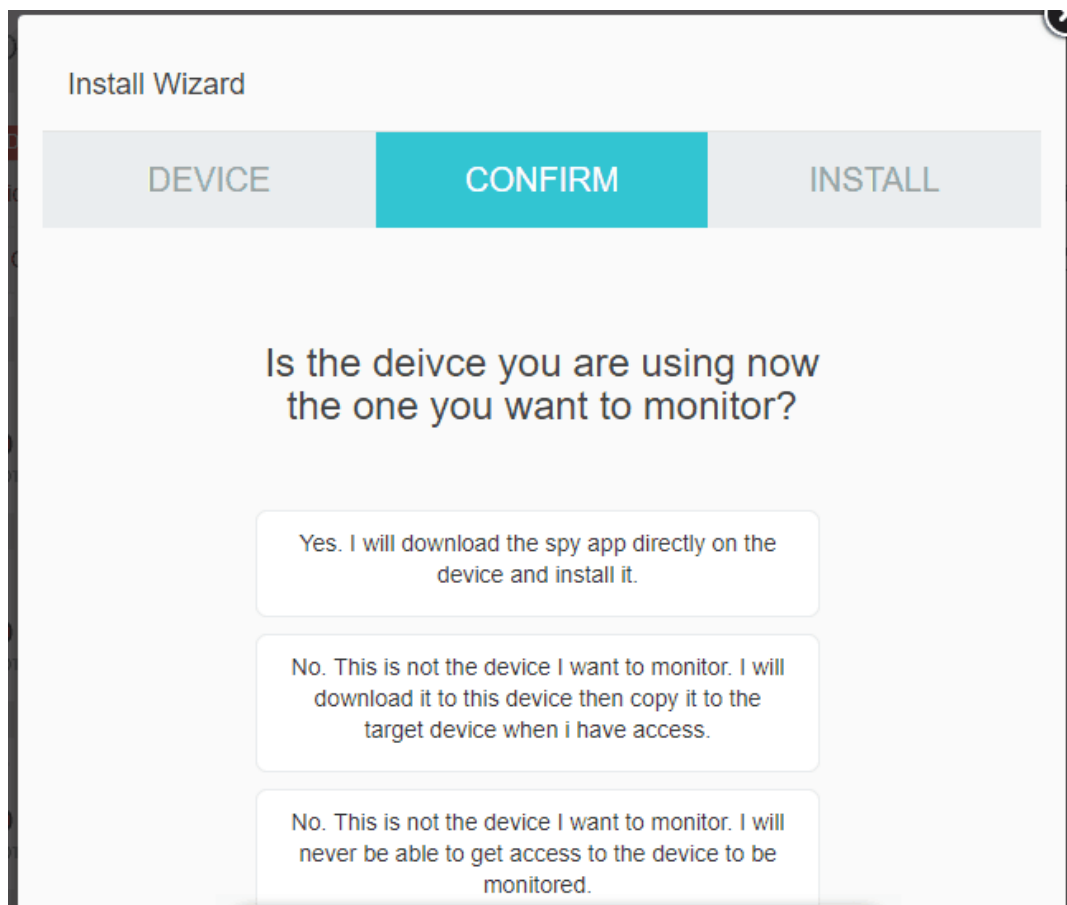 Install Wizard
DEVICE
CONFIRM
INSTALL
Is the deivce you are using now
the one you want to monitor?
Yes. I will download the spy app directly on the
device and install it.
No. This is not the device I want to monitor. I will
download it to this device then copy it to the
target device when i have access.
No. This is not the device I want to monitor. I will
never be able to get access to the device to be
monitored.